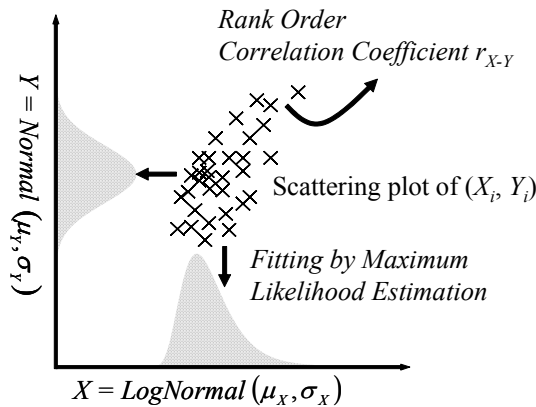 Rank Order
Correlation Coefficient r_{X-Y}
Y = Normal (μ_Y, σ_Y)
Scattering plot of (X_i, Y_i)
Fitting by Maximum
Likelihood Estimation
X = LogNormal (μ_X, σ_X)